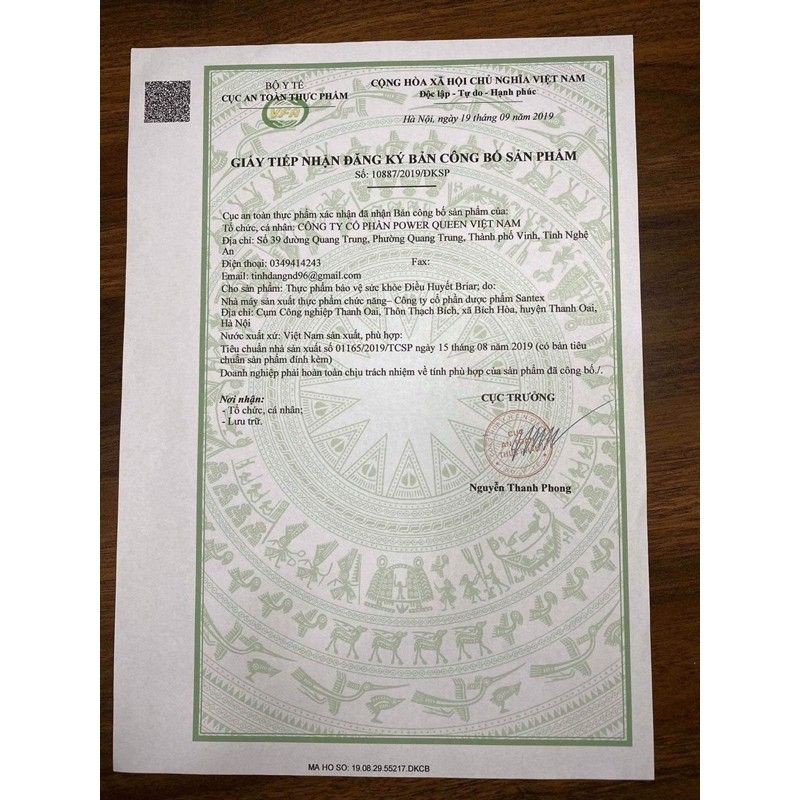 BỘ Y TẾ
CỤC AN TOÀN THỰC PHẨM
CỘNG HÒA XÃ HỘI CHỦ NGHĨA VIỆT NAM
Độc lập - Tự do - Hạnh phúc
Hà Nội, ngày 19 tháng 09 năm 2019
GIẤY TIẾP NHẬN ĐĂNG KÝ BẢN CÔNG BỐ SẢN PHẨM
Số: 10887/2019/ĐKSP
Cục an toàn thực phẩm xác nhận đã nhận Bản công bố sản phẩm của:
Tổ chức, cá nhân: CÔNG TY CỔ PHẦN POWER QUEEN VIỆT NAM
Địa chỉ: Số 39 đường Quang Trung, Phường Quang Trung, Thành phố Vinh, Tỉnh Nghệ
An
Điện thoại: 0349414243 Fax:
Email: tinhdangnd96@gmail.com
Cho sản phẩm: Thực phẩm bảo vệ sức khỏe Điều Huyết Briar; do:
Nhà máy sản xuất thực phẩm chức năng– Công ty cổ phần dược phẩm Santex
Địa chỉ: Cụm Công nghiệp Thanh Oai, Thôn Thạch Bích, xã Bích Hòa, huyện Thanh Oai,
Hà Nội
Nước xuất xứ: Việt Nam sản xuất, phù hợp:
Tiêu chuẩn nhà sản xuất số 01165/2019/TCSP ngày 15 tháng 08 năm 2019 (có bản tiêu
chuẩn sản phẩm đính kèm)
Doanh nghiệp phải hoàn toàn chịu trách nhiệm về tính phù hợp của sản phẩm đã công bố./.
Nơi nhận:
- Tổ chức, cá nhân;
- Lưu trữ.
CỤC TRƯỞNG
CỤC
Nguyễn Thanh Phong
MA HO SO: 19.08.29.55217.DKCB